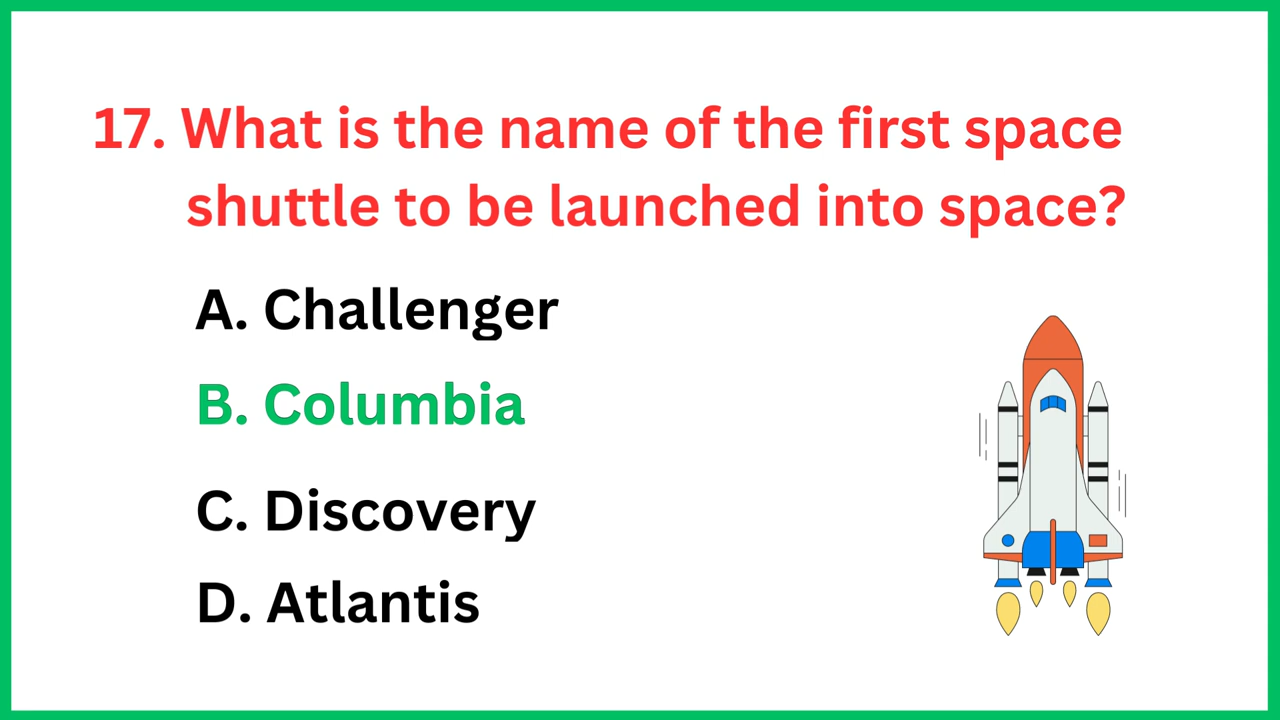 17. What is the name of the first space
shuttle to be launched into space?
A. Challenger
B. Columbia
C. Discovery
D. Atlantis